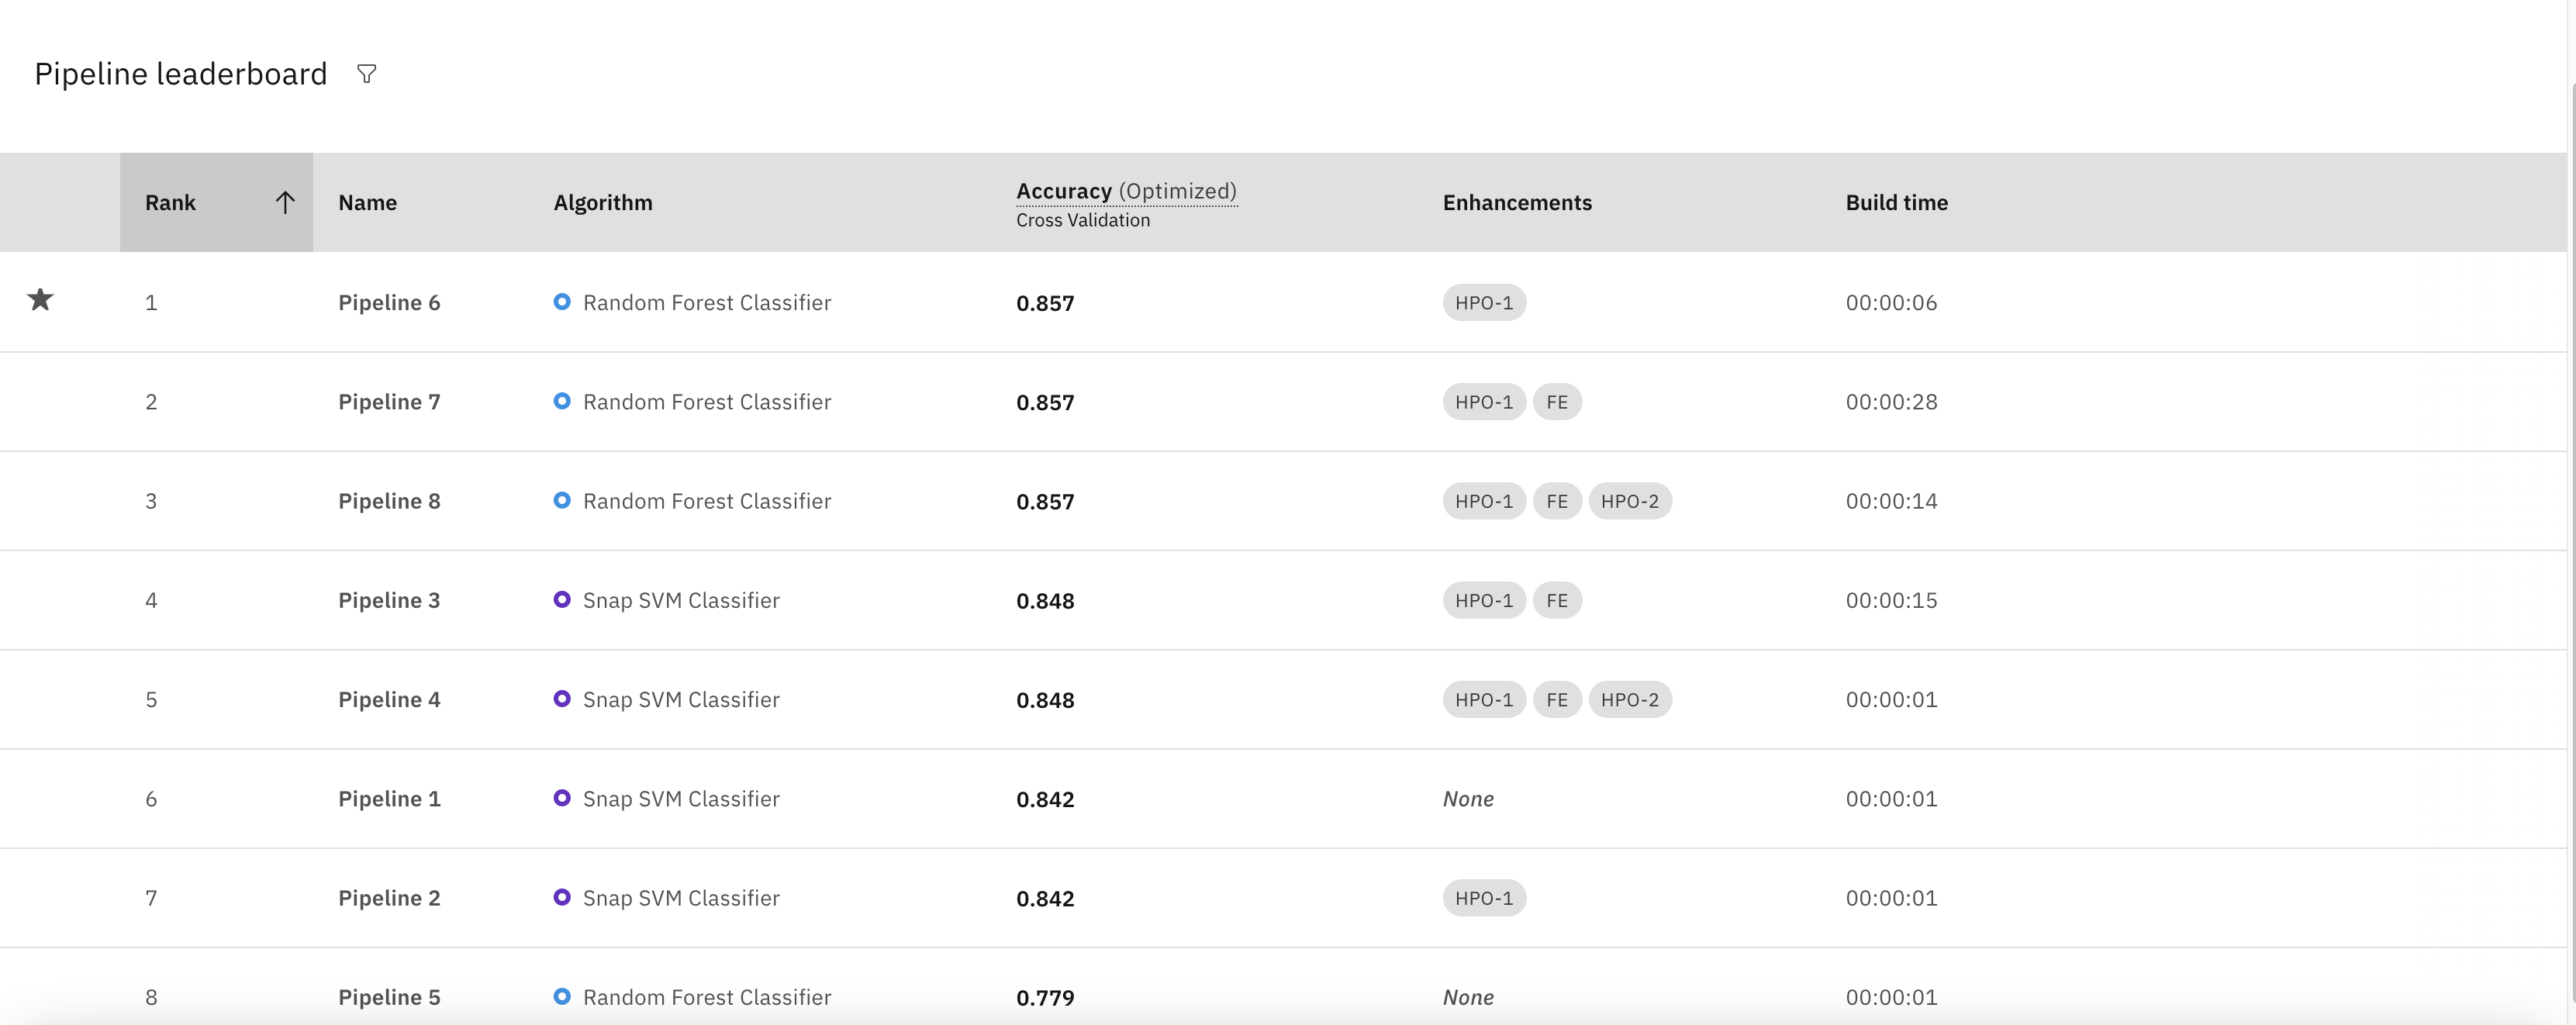 Pipeline leaderboard
Rank Name Algorithm Accuracy (Optimized) Enhancements Build time
Cross Validation
1 Pipeline 6 Random Forest Classifier 0.857 HPO-1 00:00:06
2 Pipeline 7 Random Forest Classifier 0.857 HPO-1 FE 00:00:28
3 Pipeline 8 Random Forest Classifier 0.857 HPO-1 FE HPO-2 00:00:14
4 Pipeline 3 Snap SVM Classifier 0.848 HPO-1 FE 00:00:15
5 Pipeline 4 Snap SVM Classifier 0.848 HPO-1 FE HPO-2 00:00:01
6 Pipeline 1 Snap SVM Classifier 0.842 None 00:00:01
7 Pipeline 2 Snap SVM Classifier 0.842 HPO-1 00:00:01
8 Pipeline 5 Random Forest Classifier 0.779 None 00:00:01